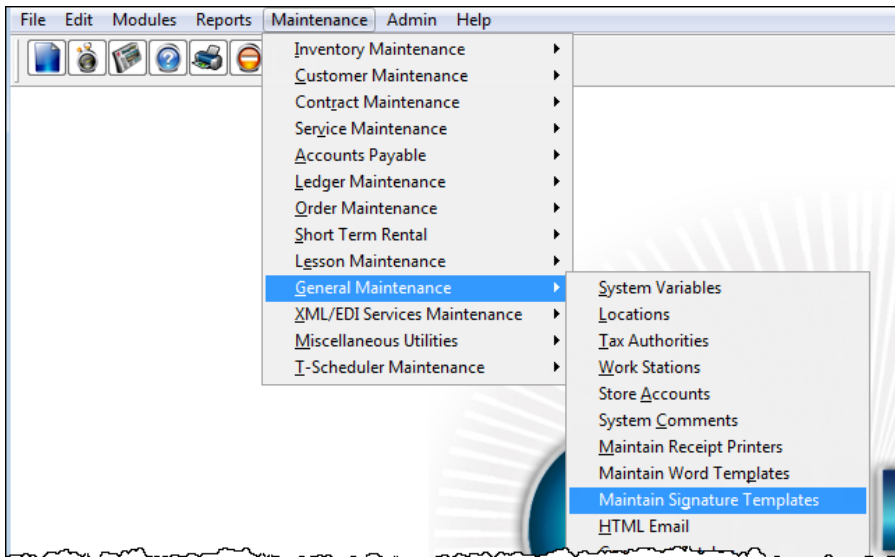 File Edit Modules Reports Maintenance Admin Help
Inventory Maintenance
Customer Maintenance
Contract Maintenance
Service Maintenance
Accounts Payable
Ledger Maintenance
Order Maintenance
Short Term Rental
Lesson Maintenance
General Maintenance
XML/EDI Services Maintenance
Miscellaneous Utilities
T-Scheduler Maintenance
System Variables
Locations
Tax Authorities
Work Stations
Store Accounts
System Comments
Maintain Receipt Printers
Maintain Word Templates
Maintain Signature Templates
HTML Email